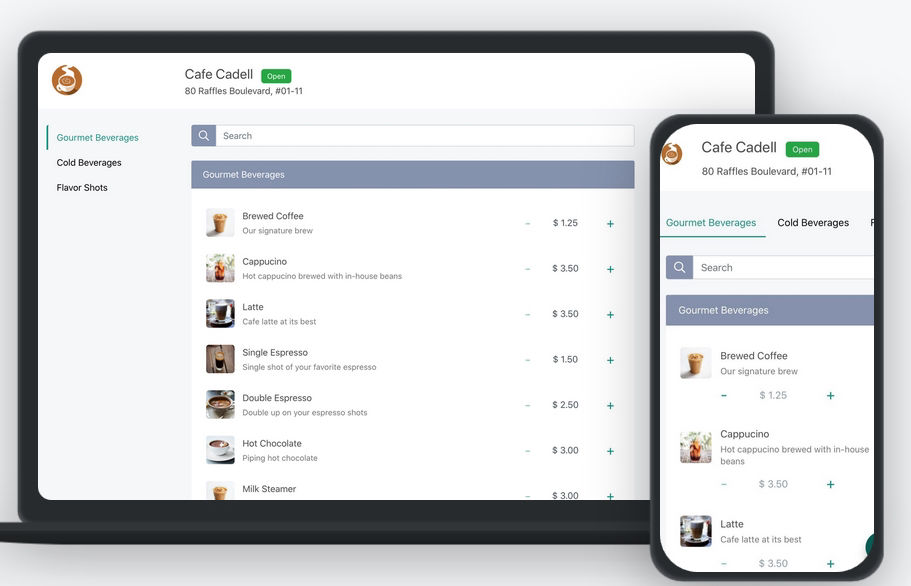 Cafe Cadell Open
80 Raffles Boulevard, #01-11
Gourmet Beverages
Cold Beverages
Flavor Shots
Search
Gourmet Beverages
Brewed Coffee
Our signature brew
– $ 1.25 +
Cappucino
Hot cappucino brewed with in-house beans
– $ 3.50 +
Latte
Cafe latte at its best
– $ 3.50 +
Single Espresso
Single shot of your favorite espresso
– $ 1.50 +
Double Espresso
Double up on your espresso shots
– $ 2.50 +
Hot Chocolate
Piping hot chocolate
– $ 3.00 +
Milk Steamer
– $ 3.00 +
Cafe Cadell Open
80 Raffles Boulevard, #01-11
Gourmet Beverages Cold Beverages F
Search
Gourmet Beverages
Brewed Coffee
Our signature brew
– $ 1.25 +
Cappucino
Hot cappucino brewed with in-house
beans
– $ 3.50 +
Latte
Cafe latte at its best
– $ 3.50 +